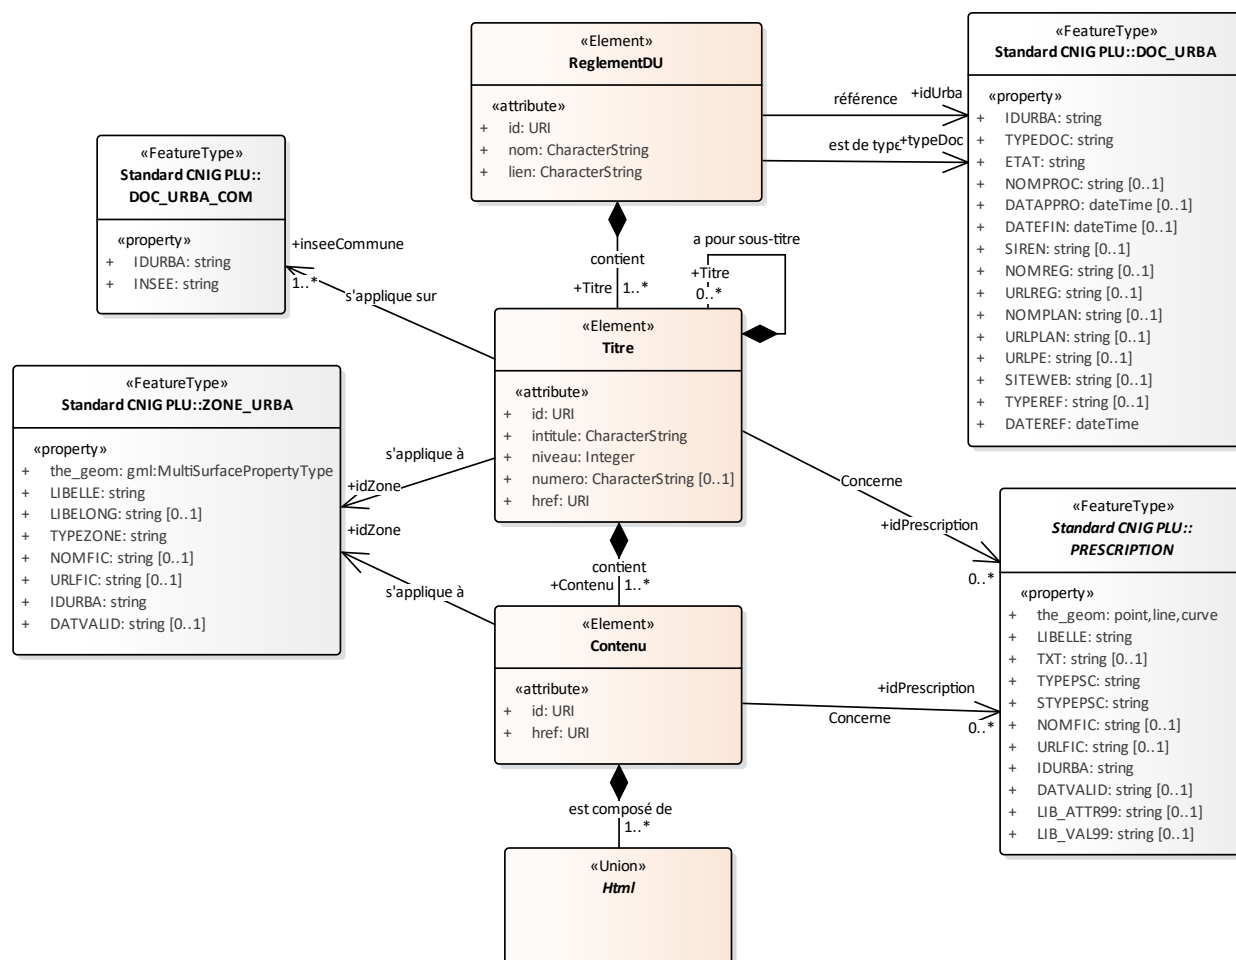 «Element»
ReglementDU
«attribute»
+ id: URI
+ nom: CharacterString
+ lien: CharacterString
«FeatureType»
Standard CNIG PLU::DOC_URBA
«property»
+ IDURBA: string
+ TYPEDOC: string
+ ETAT: string
+ NOMPROC: string [0..1]
+ DATAPPRO: dateTime [0..1]
+ DATEFIN: dateTime [0..1]
+ SIREN: string [0..1]
+ NOMREG: string [0..1]
+ URLREG: string [0..1]
+ NOMPLAN: string [0..1]
+ URLPLAN: string [0..1]
+ URLPE: string [0..1]
+ SITEWEB: string [0..1]
+ TYPEREF: string [0..1]
+ DATEREF: dateTime
référence
+idUrba
est de type
+typeDoc
«FeatureType»
Standard CNIG PLU::
DOC_URBA_COM
«property»
+ IDURBA: string
+ INSEE: string
+inseeCommune
1..*
s'applique sur
contient
+Titre
1..*
a pour sous-titre
+Titre
0..*
«Element»
Titre
«attribute»
+ id: URI
+ intitule: CharacterString
+ niveau: Integer
+ numero: CharacterString [0..1]
+ href: URI
«FeatureType»
Standard CNIG PLU::ZONE_URBA
«property»
+ the_geom: gml:MultiSurfacePropertyType
+ LIBELLE: string
+ LIBELONG: string [0..1]
+ TYPEZONE: string
+ NOMFIC: string [0..1]
+ URLFIC: string [0..1]
+ IDURBA: string
+ DATVALID: string [0..1]
s'applique à
+idZone
+idZone
s'applique à
Concerne
+idPrescription
0..*
«FeatureType»
Standard CNIG PLU::
PRESCRIPTION
«property»
+ the_geom: point,line,curve
+ LIBELLE: string
+ TXT: string [0..1]
+ TYPEPSC: string
+ STYPEPSC: string
+ NOMFIC: string [0..1]
+ URLFIC: string [0..1]
+ IDURBA: string
+ DATVALID: string [0..1]
+ LIB_ATTR99: string [0..1]
+ LIB_VAL99: string [0..1]
contient
+Contenu
1..*
«Element»
Contenu
«attribute»
+ id: URI
+ href: URI
+idPrescription
Concerne
0..*
est composé de
1..*
«Union»
Html